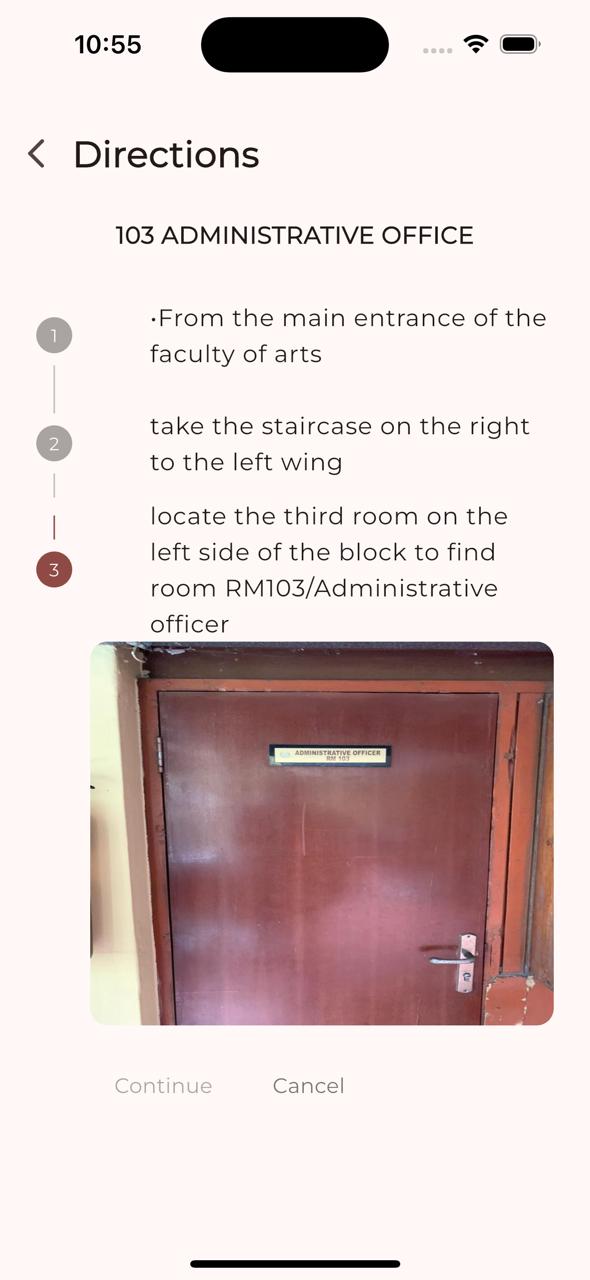 10:55
Directions
103 ADMINISTRATIVE OFFICE
1
•From the main entrance of the
faculty of arts
2
take the staircase on the right
to the left wing
3
locate the third room on the
left side of the block to find
room RM103/Administrative
officer
ADMINISTRATIVE OFFICER
RM 103
Continue
Cancel